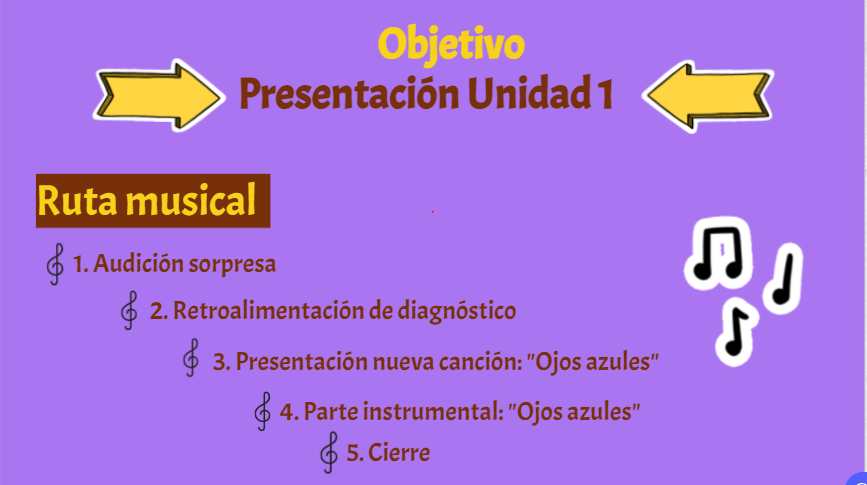 Objetivo
Presentación Unidad 1
Ruta musical
1. Audición sorpresa
2. Retroalimentación de diagnóstico
3. Presentación nueva canción: "Ojos azules"
4. Parte instrumental: "Ojos azules"
5. Cierre